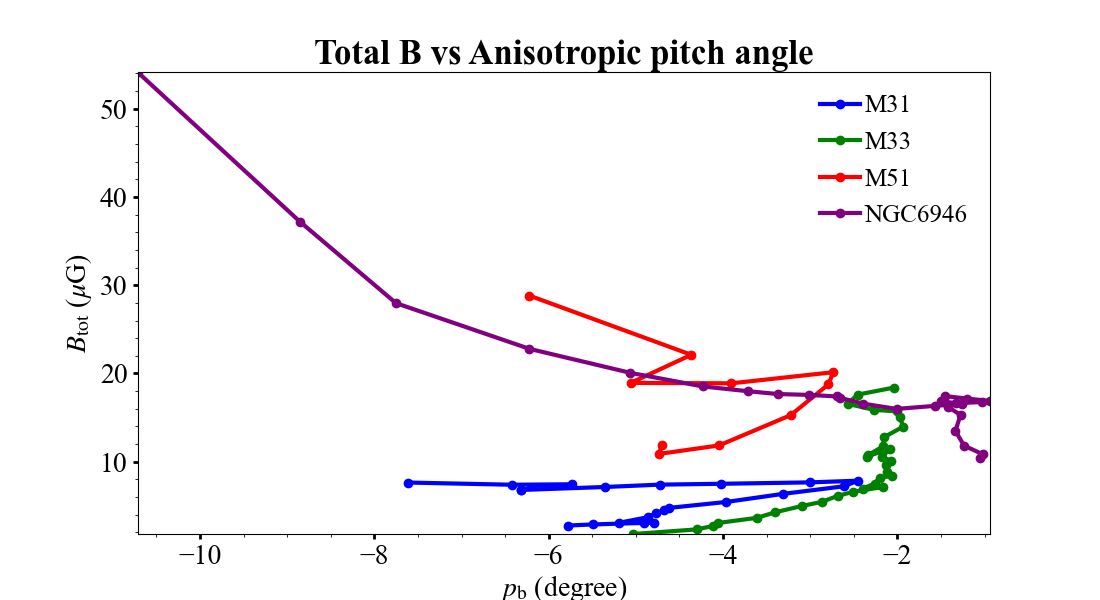 Total B vs Anisotropic pitch angle
M31
M33
M51
NGC6946
50
40
30
20
10
B_tot (μG)
−10
−8
−6
−4
−2
p_b (degree)